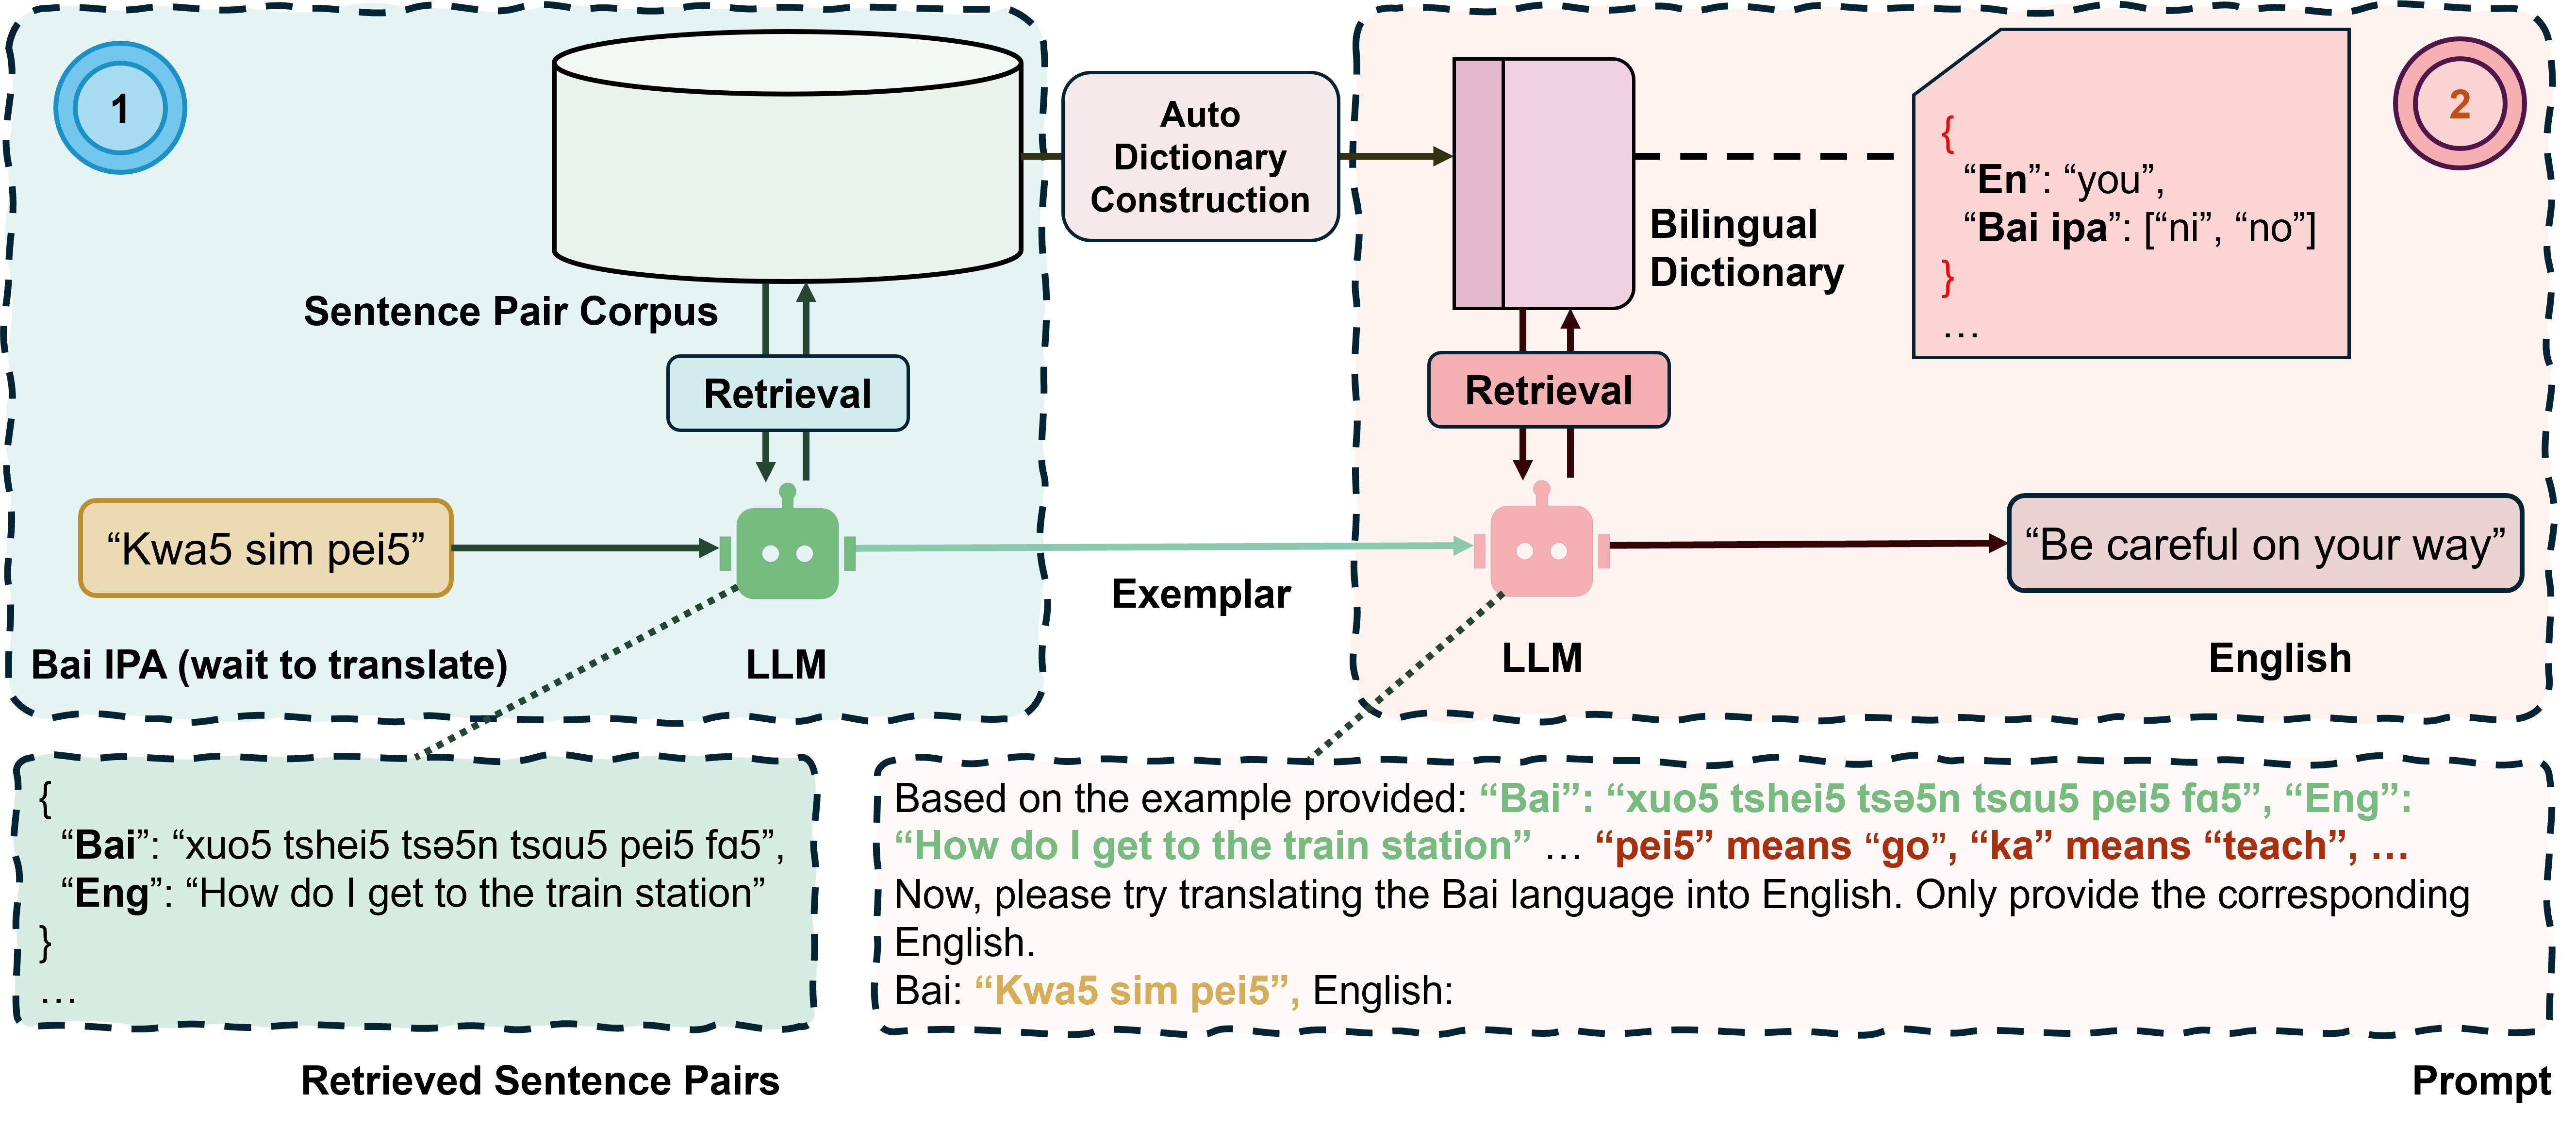 1
Auto
Dictionary
Construction
2
{
“En”: “you”,
“Bai ipa”: [“ni”, “no”]
}
…
Bilingual
Dictionary
Sentence Pair Corpus
Retrieval
Retrieval
“Kwa5 sim pei5”
“Be careful on your way”
Exemplar
Bai IPA (wait to translate)
LLM
LLM
English
{
“Bai”: “xuo5 tshei5 tsə5n tsɑu5 pei5 fɑ5”,
“Eng”: “How do I get to the train station”
}
…
Retrieved Sentence Pairs
Based on the example provided: “Bai”: “xuo5 tshei5 tsə5n tsɑu5 pei5 fɑ5”, “Eng”:
“How do I get to the train station” … “pei5” means “go”, “ka” means “teach”, …
Now, please try translating the Bai language into English. Only provide the corresponding
English.
Bai: “Kwa5 sim pei5”, English:
Prompt